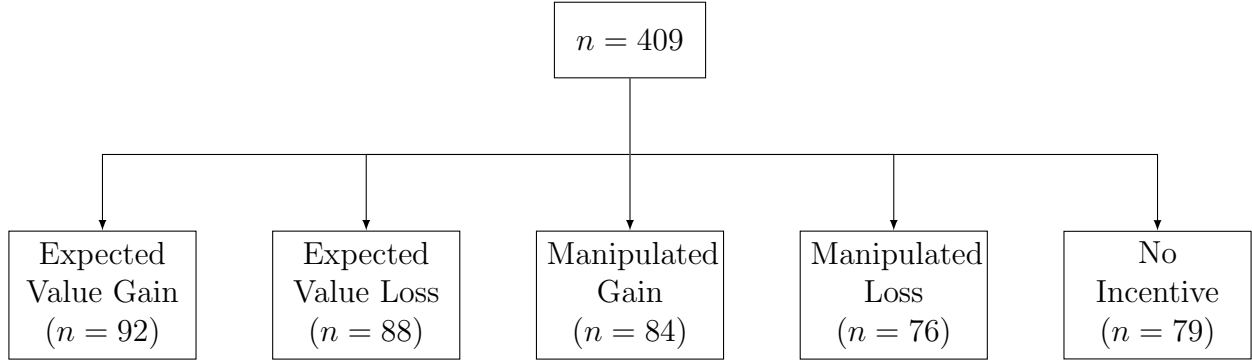 n = 409
Expected
Value Gain
(n = 92)
Expected
Value Loss
(n = 88)
Manipulated
Gain
(n = 84)
Manipulated
Loss
(n = 76)
No
Incentive
(n = 79)